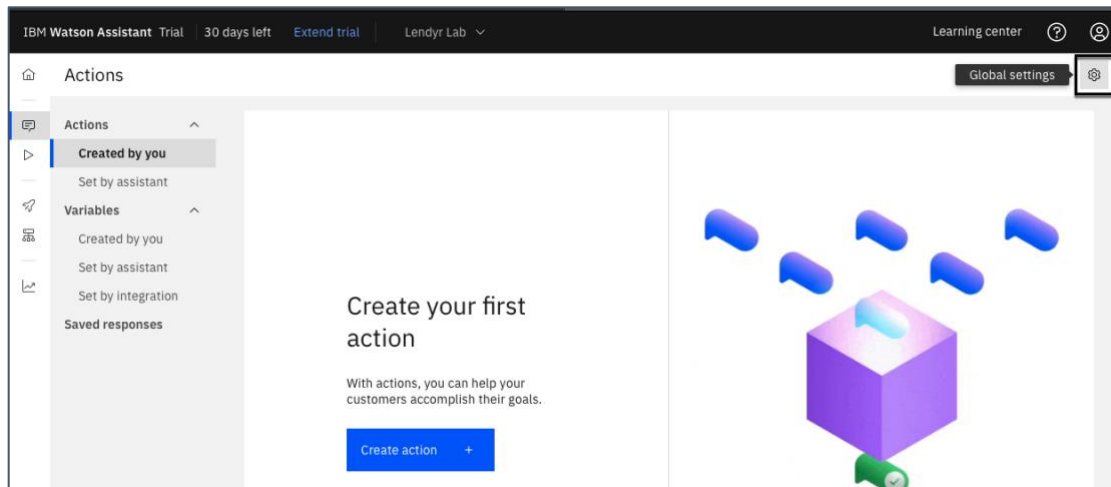 IBM Watson Assistant Trial 30 days left Extend trial Lendyr Lab Learning center
Actions Global settings
Actions
Created by you
Set by assistant
Variables
Created by you
Set by assistant
Set by integration
Saved responses
Create your first
action
With actions, you can help your
customers accomplish their goals.
Create action +